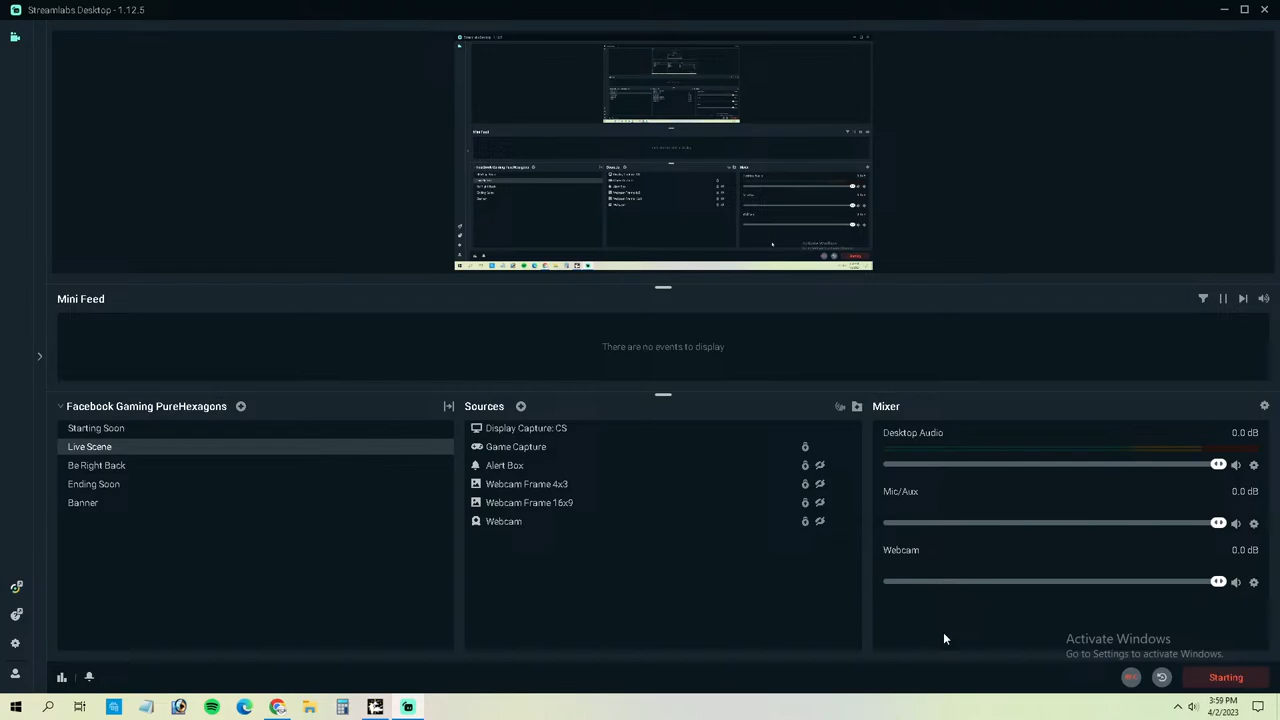 Streamlabs Desktop - 1.12.5
Mini Feed
There are no events to display
Facebook Gaming PureHexagons
Starting Soon
Live Scene
Be Right Back
Ending Soon
Banner
Sources
Display Capture: CS
Game Capture
Alert Box
Webcam Frame 4x3
Webcam Frame 16x9
Webcam
Mixer
Desktop Audio 0.0 dB
Mic/Aux 0.0 dB
Webcam 0.0 dB
Activate Windows
Go to Settings to activate Windows.
REC
Starting
3:59 PM
4/2/2023